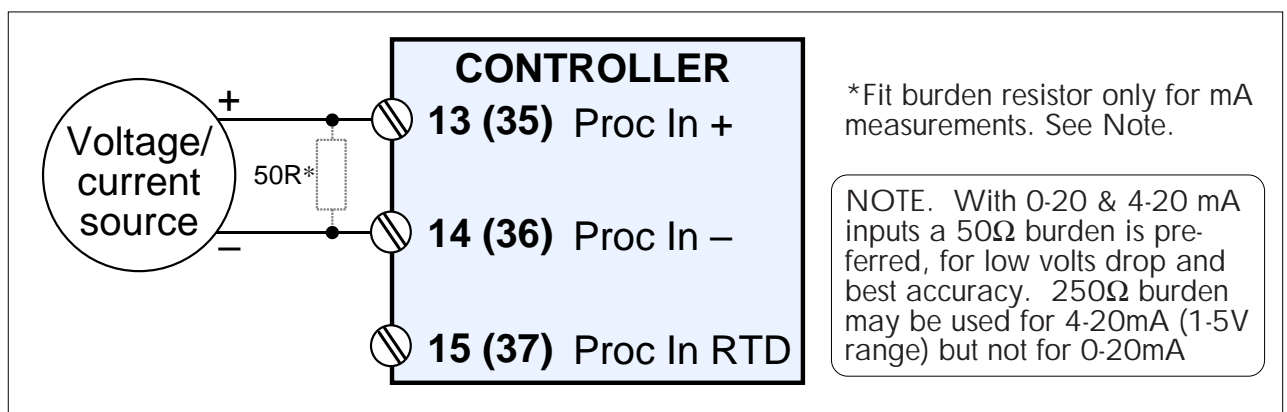 Voltage/
current
source
+
–
50R*
CONTROLLER
13 (35) Proc In +
14 (36) Proc In –
15 (37) Proc In RTD
*Fit burden resistor only for mA
measurements. See Note.
NOTE. With 0-20 & 4-20 mA
inputs a 50Ω burden is pre-
ferred, for low volts drop and
best accuracy. 250Ω burden
may be used for 4-20mA (1-5V
range) but not for 0-20mA